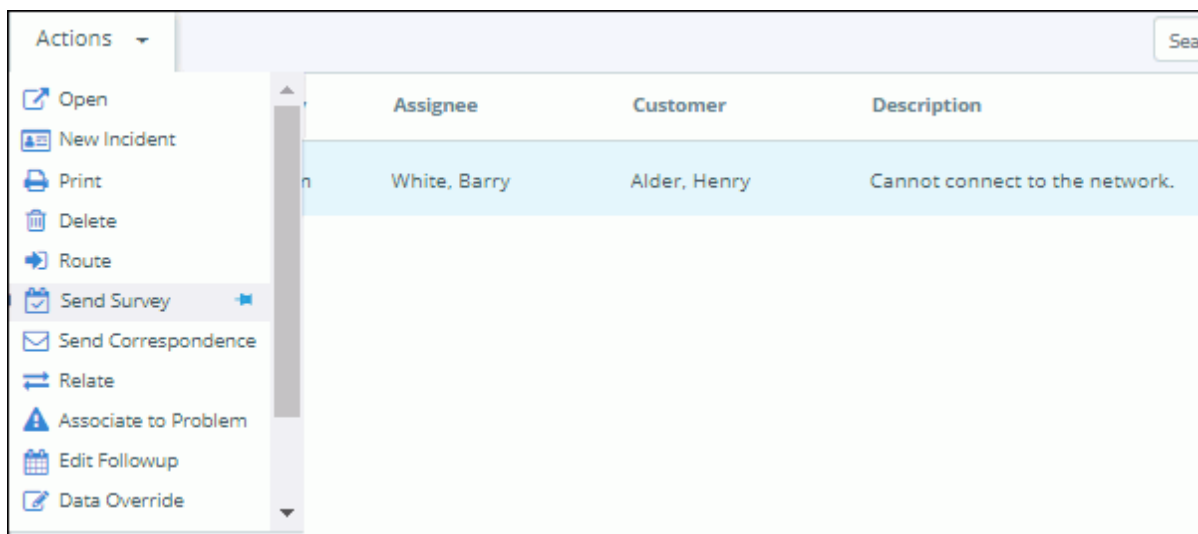 Actions
Sea
Open
Assignee Customer Description
New Incident
Print
White, Barry Alder, Henry Cannot connect to the network.
Delete
Route
Send Survey
Send Correspondence
Relate
Associate to Problem
Edit Followup
Data Override